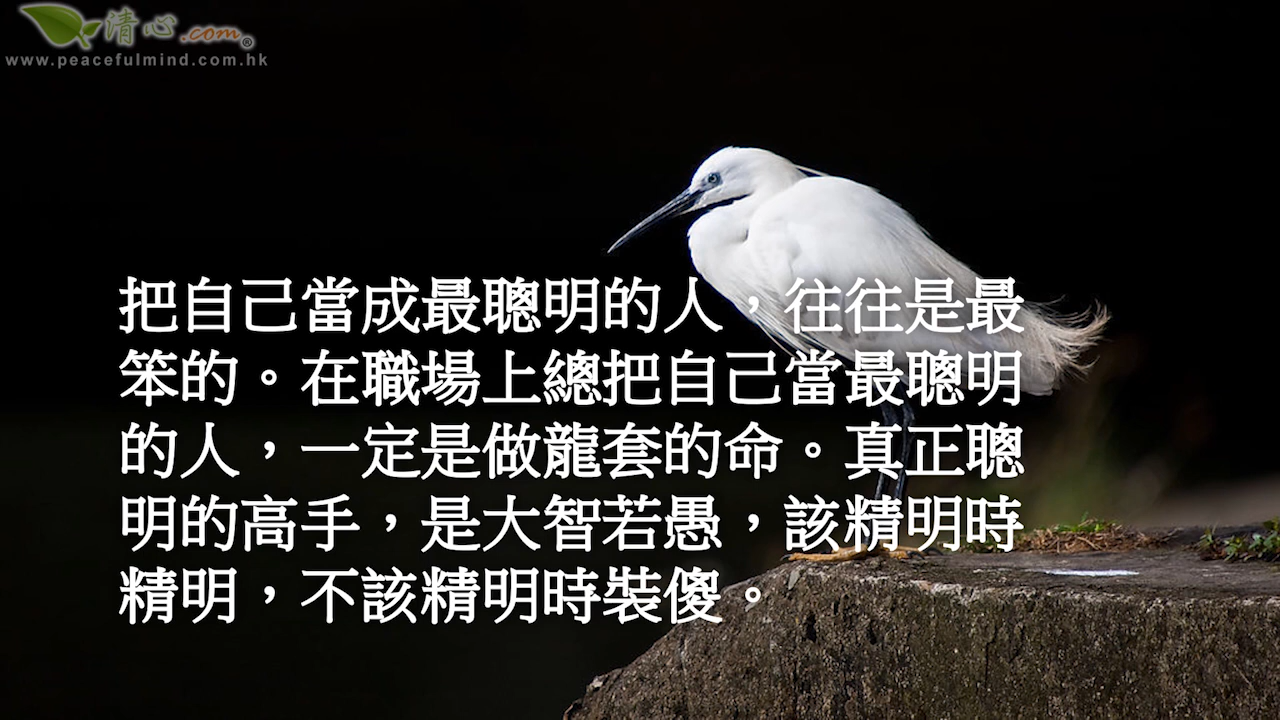 清心.com®
www.peacefulmind.com.hk
把自己當成最聰明的人，往往是最
笨的。在職場上總把自己當最聰明
的人，一定是做龍套的命。真正聰
明的高手，是大智若愚，該精明時
精明，不該精明時裝傻。